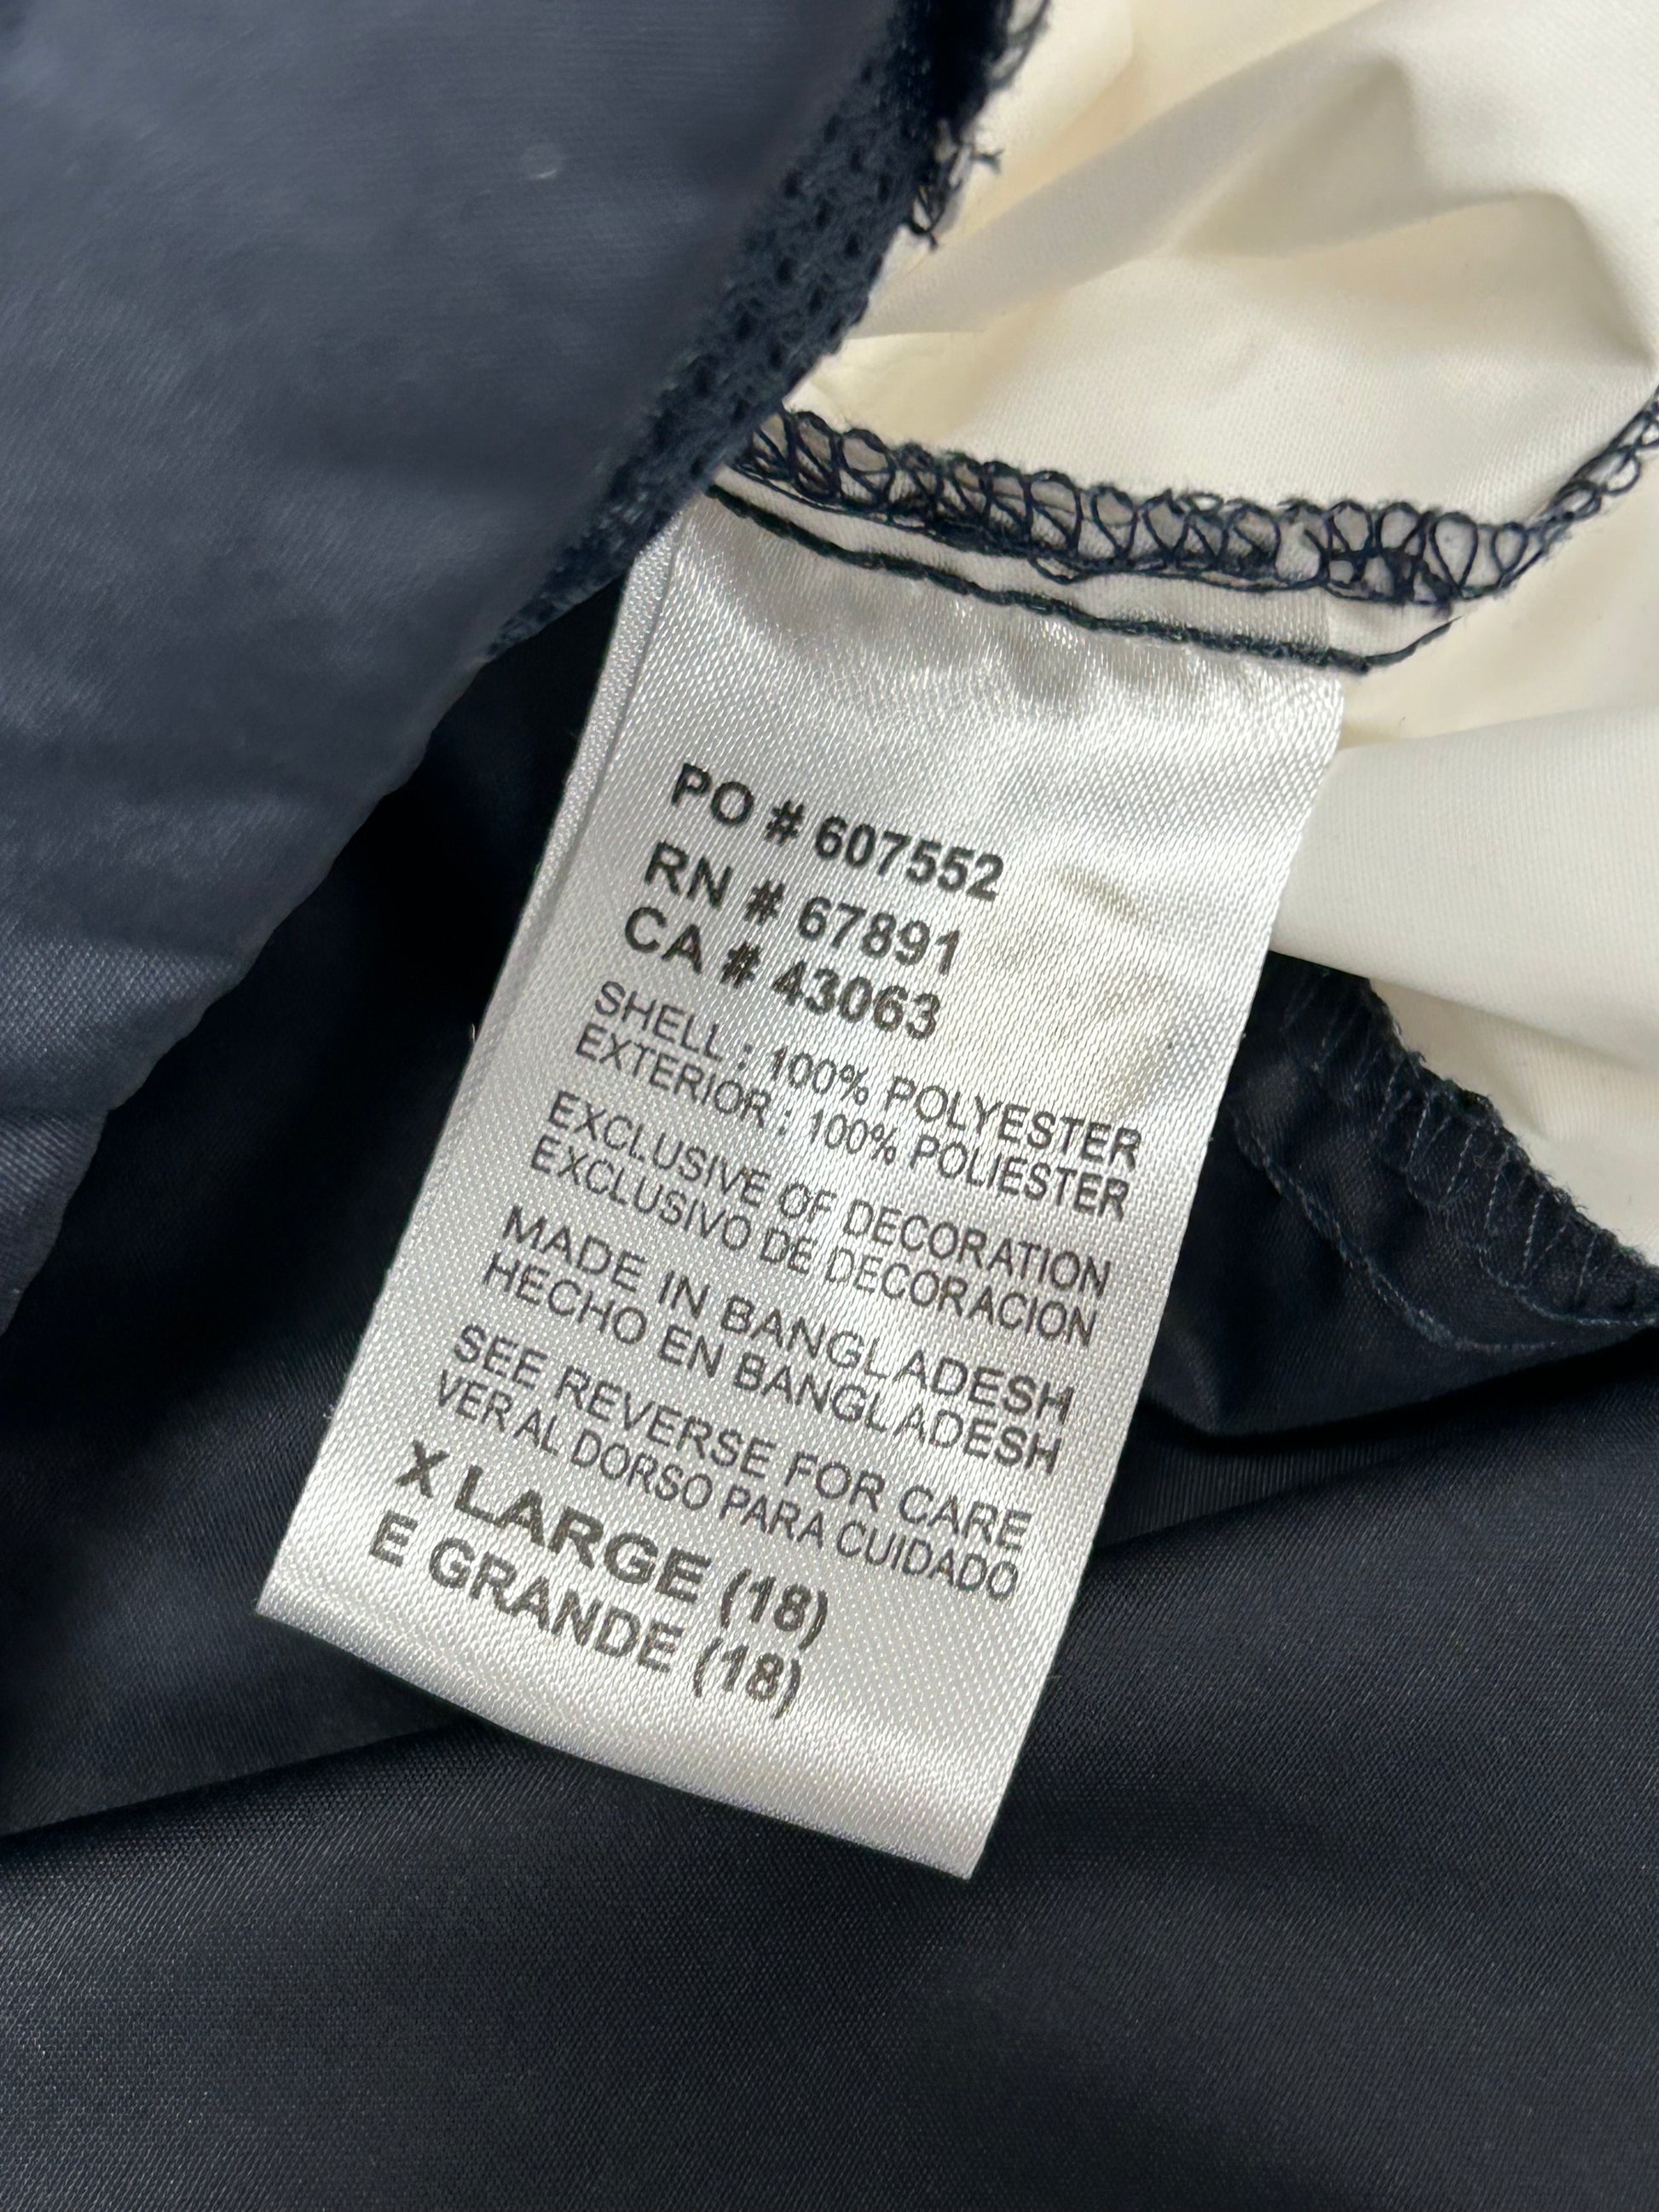 PO # 607552
RN # 67891
CA # 43063
SHELL : 100% POLYESTER
EXTERIOR : 100% POLIESTER
EXCLUSIVE OF DECORATION
EXCLUSIVO DE DECORACION
MADE IN BANGLADESH
HECHO EN BANGLADESH
SEE REVERSE FOR CARE
VER AL DORSO PARA CUIDADO
X LARGE (18)
E GRANDE (18)